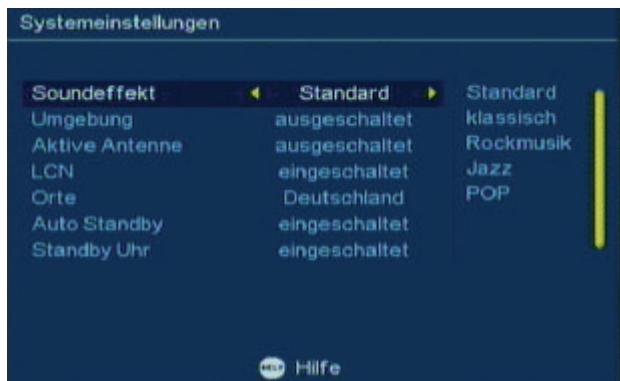 Systemeinstellungen
Soundeffekt Standard Standard
Umgebung ausgeschaltet klassisch
Aktive Antenne ausgeschaltet Rockmusik
LCN eingeschaltet Jazz
Orte Deutschland POP
Auto Standby eingeschaltet
Standby Uhr eingeschaltet
HELP Hilfe